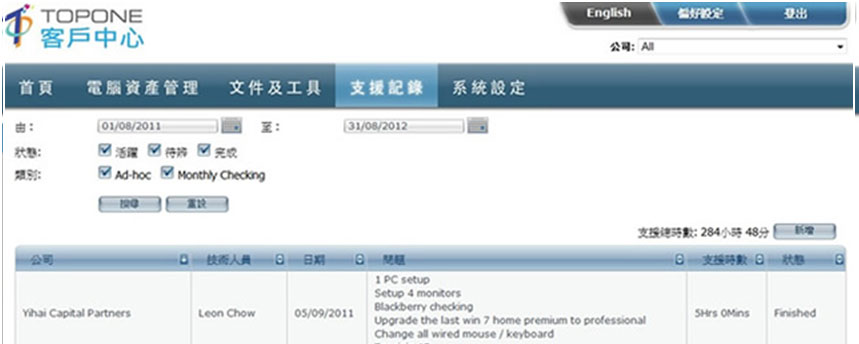 TOPONE
客戶中心
English 偏好設定 登出
公司: All
首頁 電腦資產管理 文件及工具 支援記錄 系統設定
由: 01/08/2011 至: 31/08/2012
狀態: 活躍 待辦 完成
類別: Ad-hoc Monthly Checking
搜尋 重設
支援總時數: 284小時 48分 新增
公司 技術人員 日期 問題 支援時數 狀態
1 PC setup
Setup 4 monitors
Blackberry checking
Yihai Capital Partners Leon Chow 05/09/2011 Upgrade the last win 7 home premium to professional 5Hrs 0Mins Finished
Change all wired mouse / keyboard